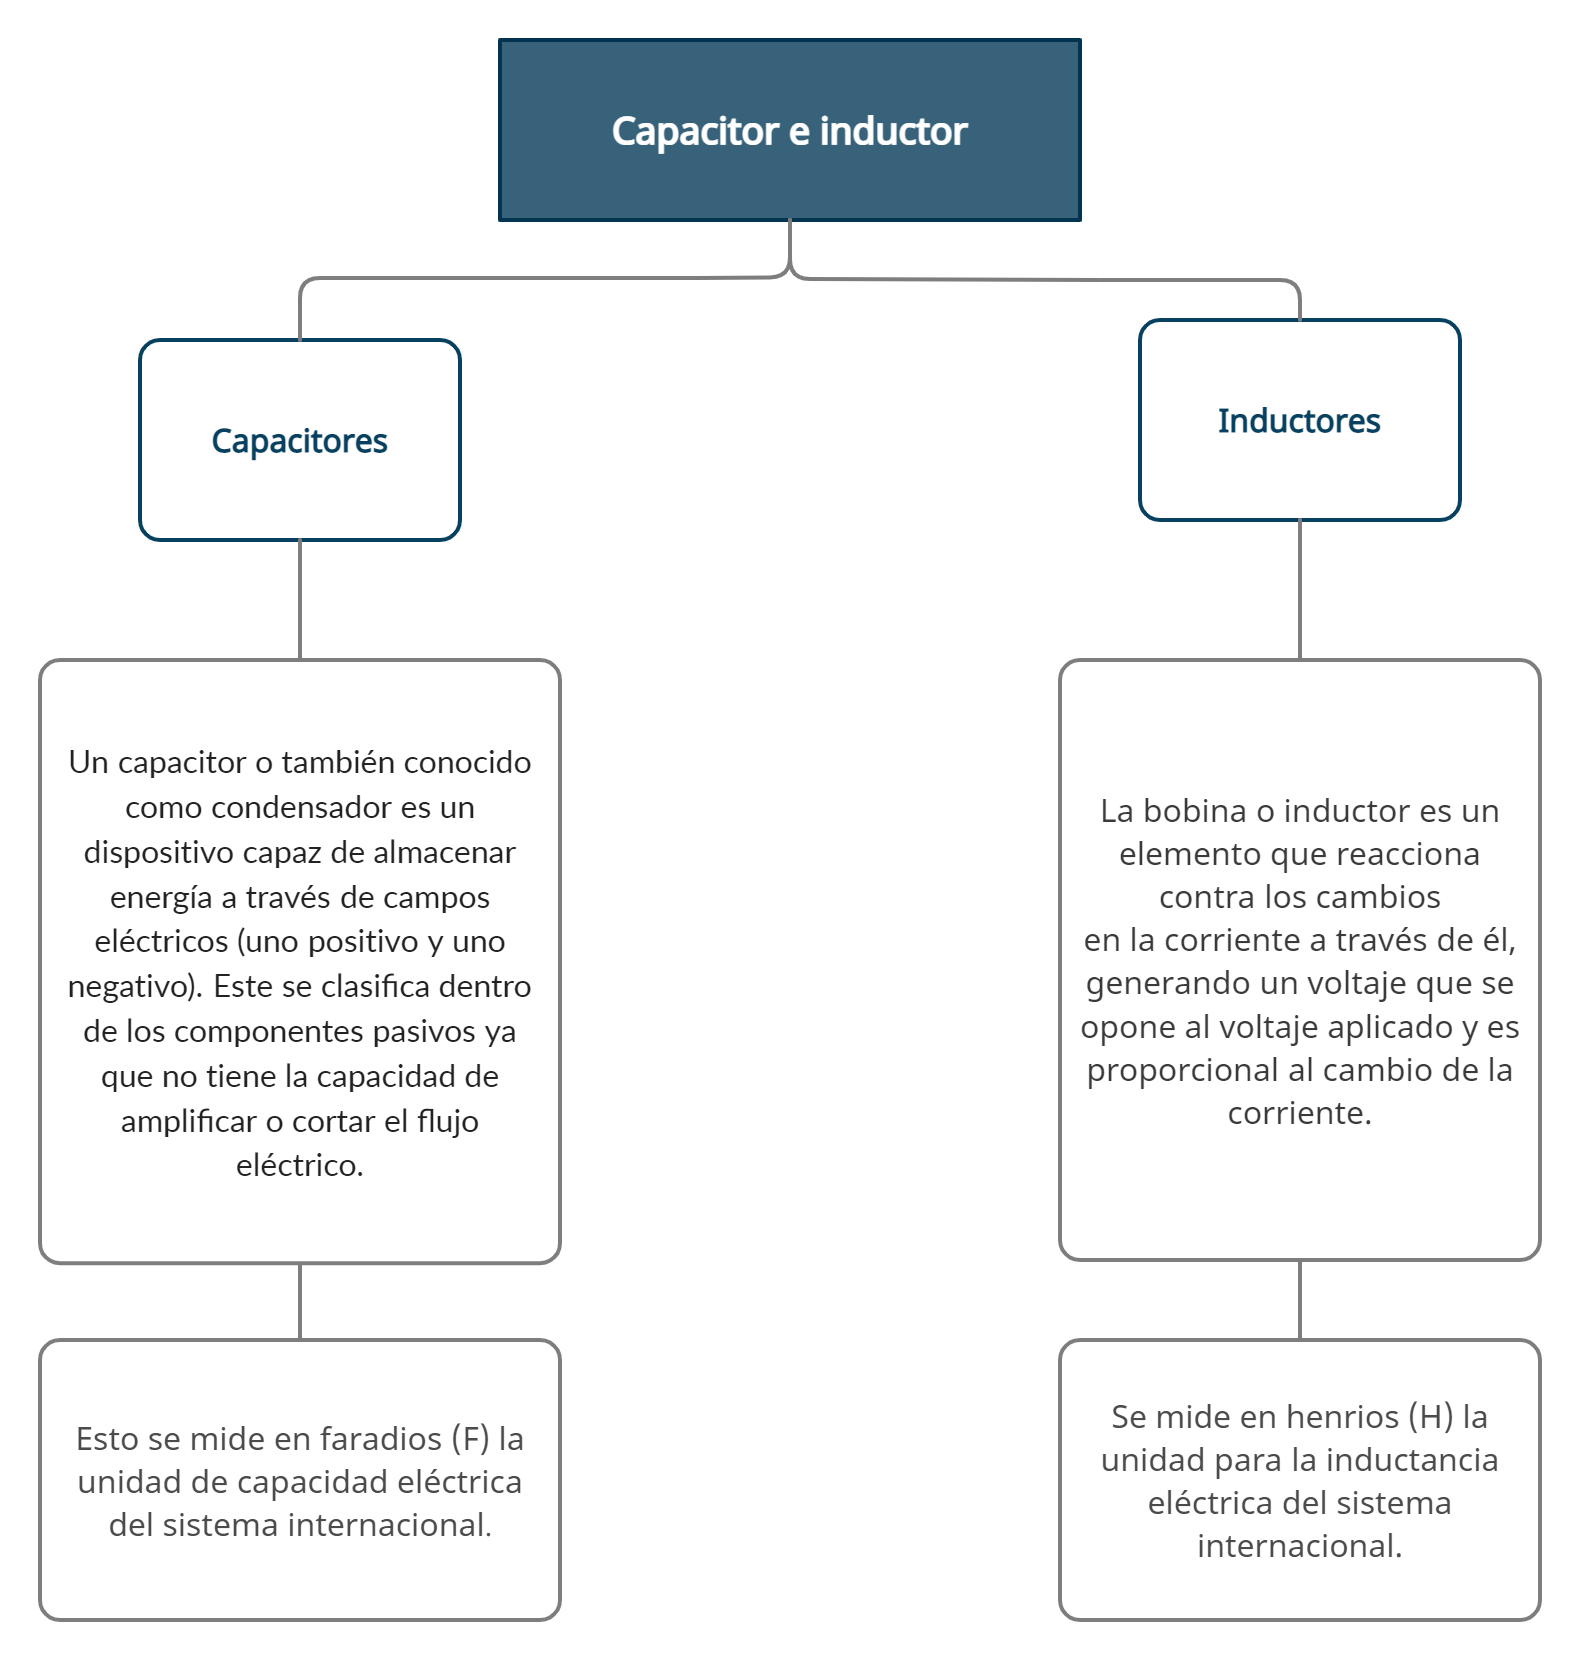 Capacitor e inductor
Capacitores
Inductores
Un capacitor o también conocido
como condensador es un
dispositivo capaz de almacenar
energía a través de campos
eléctricos (uno positivo y uno
negativo). Este se clasifica dentro
de los componentes pasivos ya
que no tiene la capacidad de
amplificar o cortar el flujo
eléctrico.
La bobina o inductor es un
elemento que reacciona
contra los cambios
en la corriente a través de él,
generando un voltaje que se
opone al voltaje aplicado y es
proporcional al cambio de la
corriente.
Esto se mide en faradios (F) la
unidad de capacidad eléctrica
del sistema internacional.
Se mide en henrios (H) la
unidad para la inductancia
eléctrica del sistema
internacional.